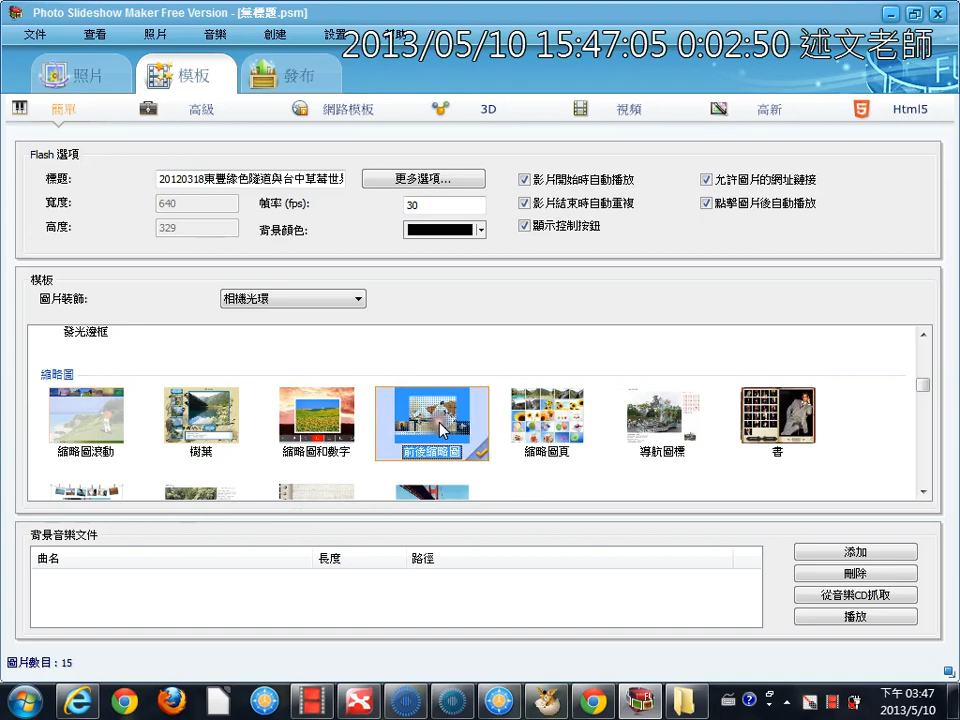 Photo Slideshow Maker Free Version - [無標題.psm]
文件 查看 照片 音樂 創建 設置
2013/05/10 15:47:05 0:02:50 述文老師
照片 模板 發布
簡單 高級 網路模板 3D 視頻 高新 Html5
Flash 選項
標題: 20120318東豐綠色隧道與台中草莓世界 更多選項... 影片開始時自動播放 允許圖片的網址鏈接
寬度: 640 幀率 (fps): 30 影片結束時自動重複 點擊圖片後自動播放
高度: 329 背景顏色: 顯示控制按鈕
模板
圖片裝飾: 相機光環
發光邊框
縮略圖
縮略圖滾動 樹葉 縮略圖和數字 前後縮略圖 縮略圖頁 導航圖標 書
背景音樂文件
曲名 長度 路徑
添加
刪除
從音樂CD抓取
播放
圖片數目 : 15
下午 03:47
2013/5/10